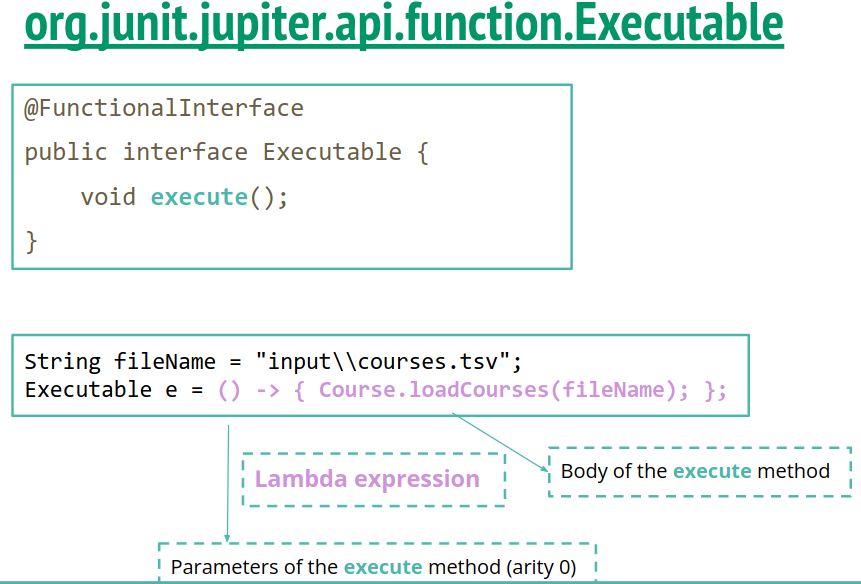 org.junit.jupiter.api.function.Executable
@FunctionalInterface
public interface Executable {
void execute();
}
String fileName = "input\\courses.tsv";
Executable e = () -> { Course.loadCourses(fileName); };
Lambda expression
Body of the execute method
Parameters of the execute method (arity 0)